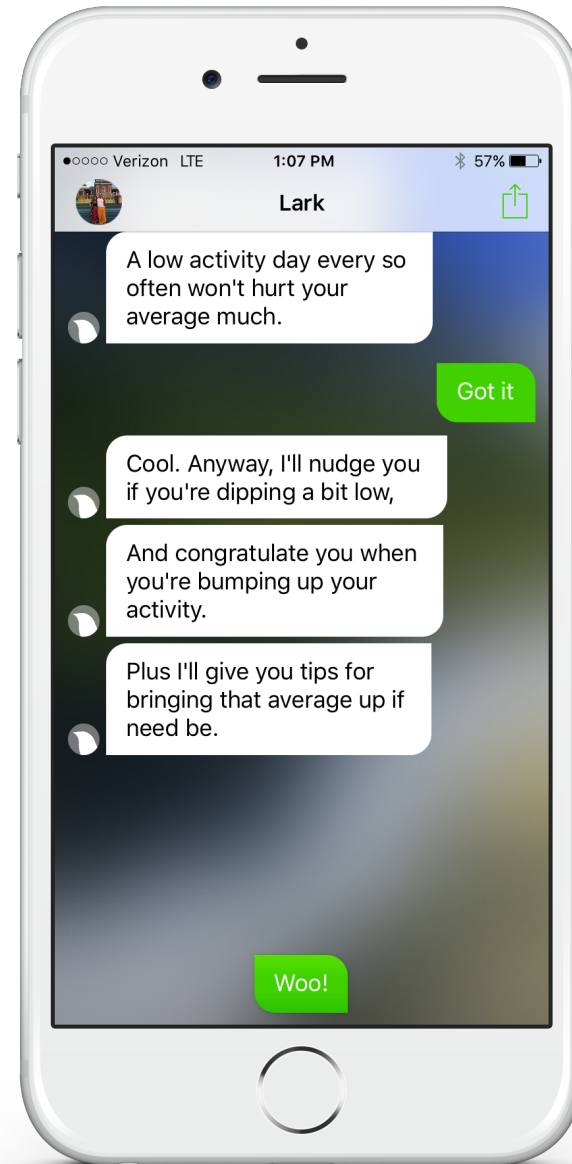 Verizon LTE 1:07 PM 57%
Lark
A low activity day every so
often won't hurt your
average much.
Got it
Cool. Anyway, I'll nudge you
if you're dipping a bit low,
And congratulate you when
you're bumping up your
activity.
Plus I'll give you tips for
bringing that average up if
need be.
Woo!